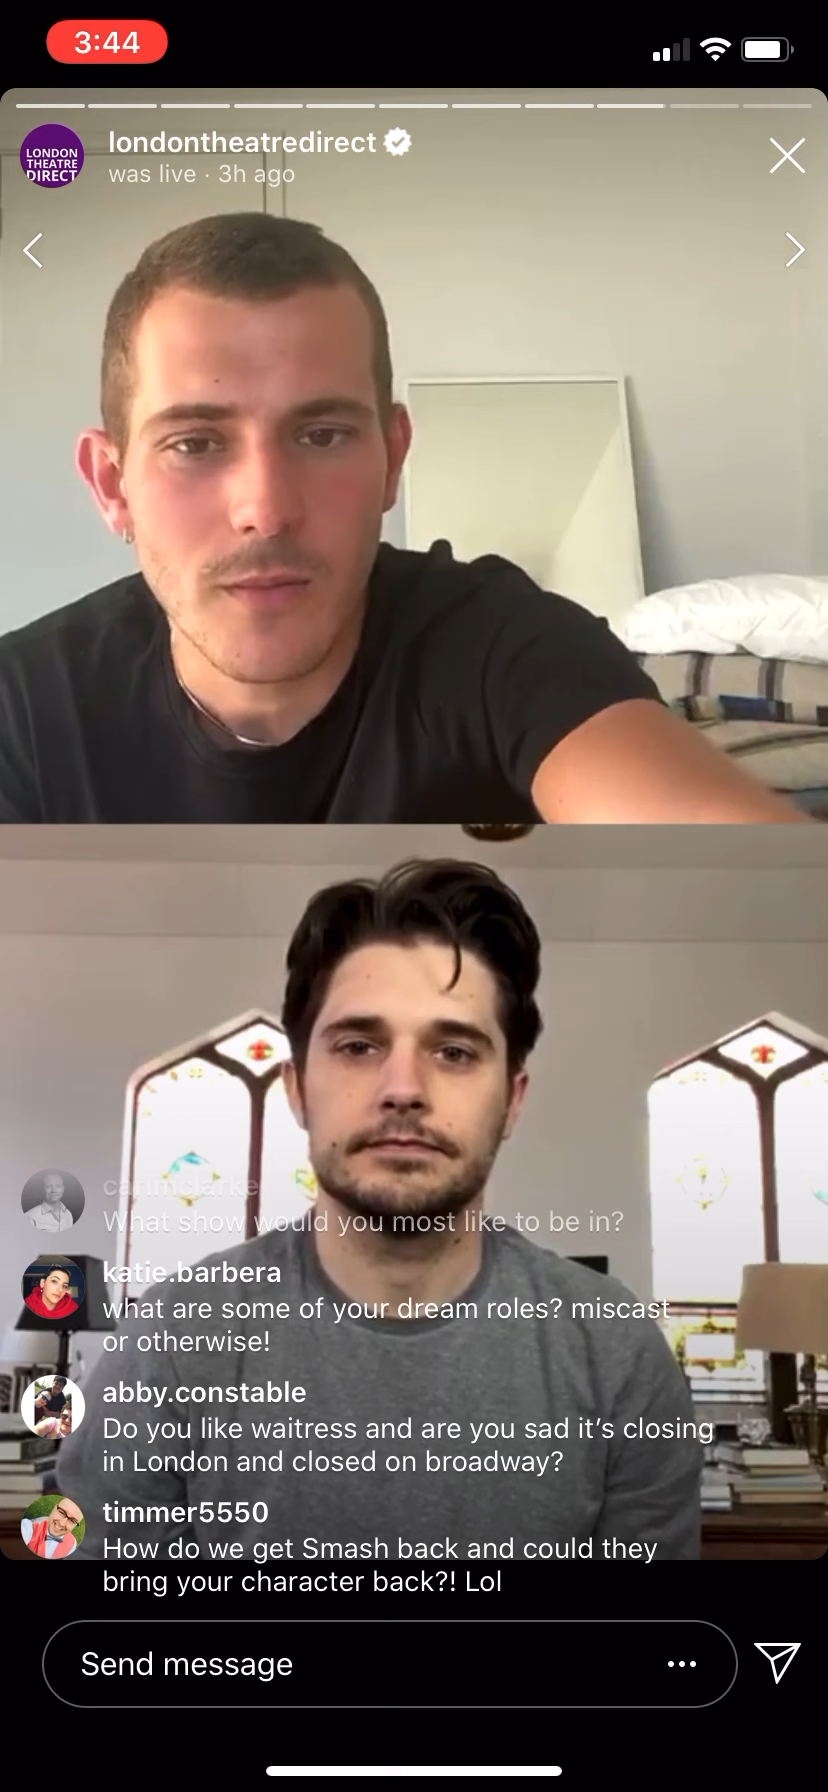 3:44
LONDON
THEATRE
DIRECT
londontheatredirect
was live · 3h ago
carimclarke
What show would you most like to be in?
katie.barbera
what are some of your dream roles? miscast
or otherwise!
abby.constable
Do you like waitress and are you sad it’s closing
in London and closed on broadway?
timmer5550
How do we get Smash back and could they
bring your character back?! Lol
Send message